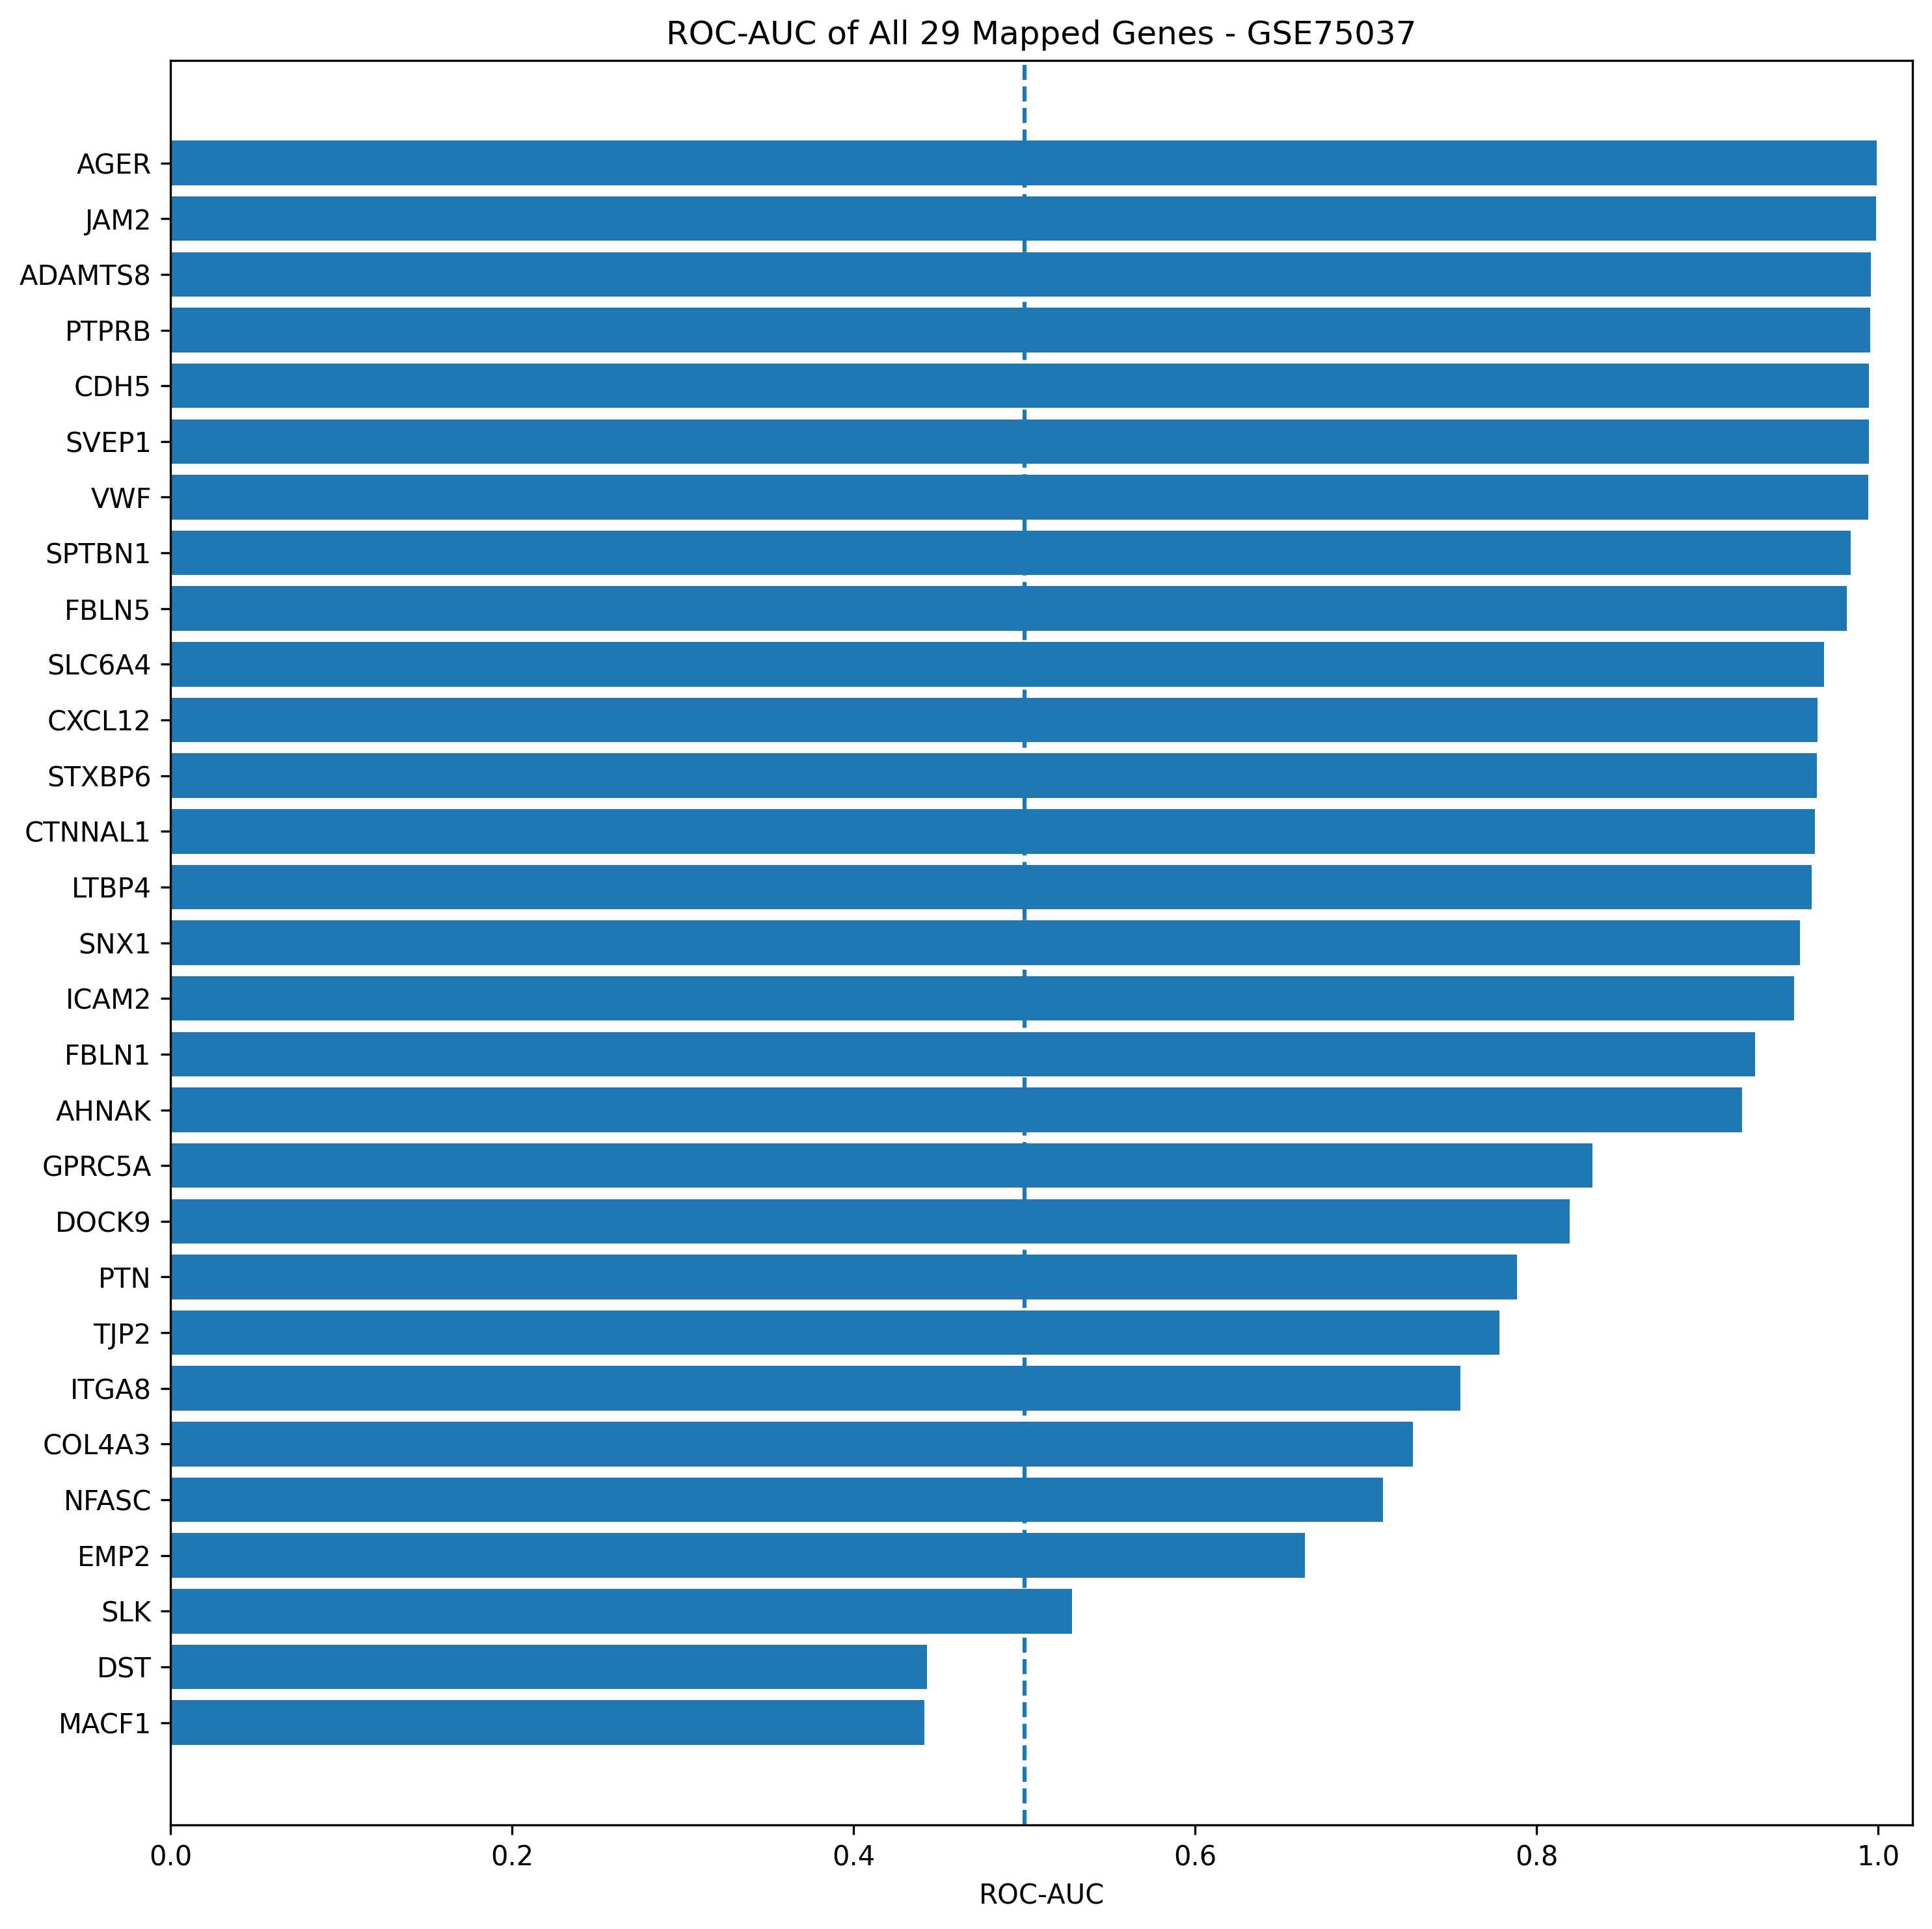 ROC-AUC of All 29 Mapped Genes - GSE75037
AGER
JAM2
ADAMTS8
PTPRB
CDH5
SVEP1
VWF
SPTBN1
FBLN5
SLC6A4
CXCL12
STXBP6
CTNNAL1
LTBP4
SNX1
ICAM2
FBLN1
AHNAK
GPRC5A
DOCK9
PTN
TJP2
ITGA8
COL4A3
NFASC
EMP2
SLK
DST
MACF1
0.0 0.2 0.4 0.6 0.8 1.0
ROC-AUC